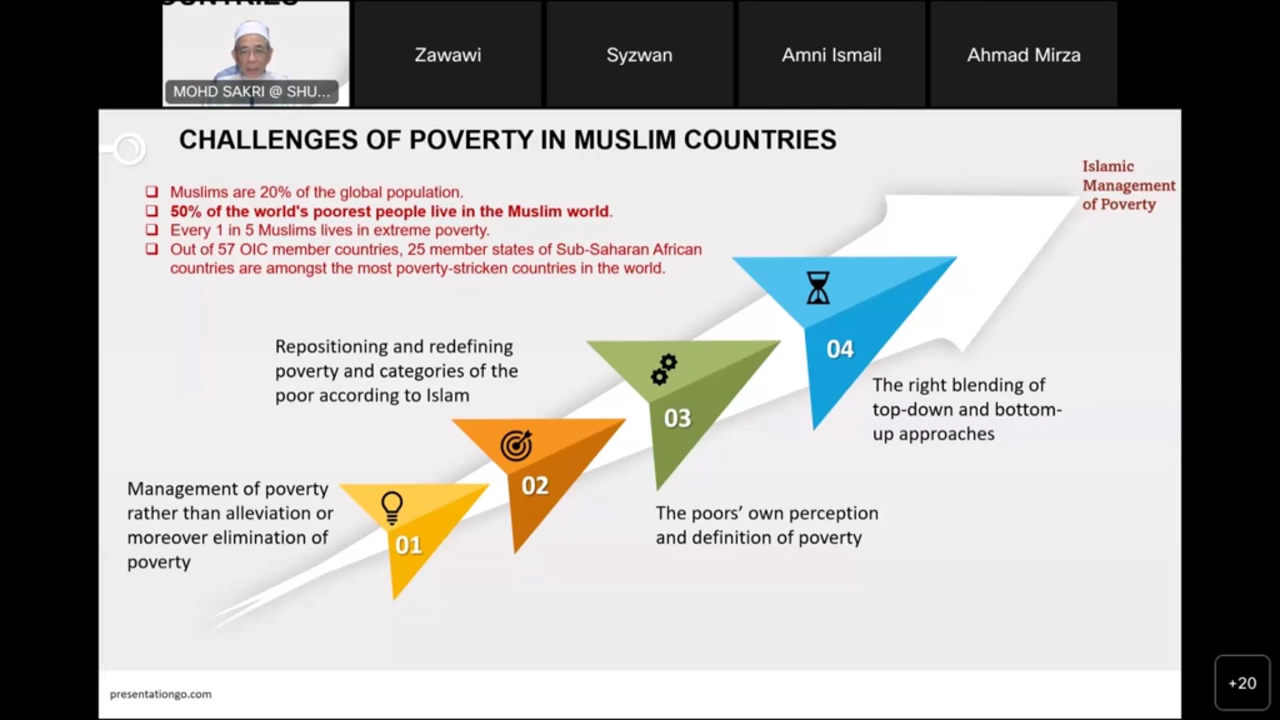 COUNTRIES
MOHD SAKRI @ SHU...
Zawawi
Syzwan
Amni Ismail
Ahmad Mirza
CHALLENGES OF POVERTY IN MUSLIM COUNTRIES
❑ Muslims are 20% of the global population.
❑ 50% of the world's poorest people live in the Muslim world.
❑ Every 1 in 5 Muslims lives in extreme poverty.
❑ Out of 57 OIC member countries, 25 member states of Sub-Saharan African
countries are amongst the most poverty-stricken countries in the world.
Islamic
Management
of Poverty
04
The right blending of
top-down and bottom-
up approaches
Repositioning and redefining
poverty and categories of the
poor according to Islam
03
The poors' own perception
and definition of poverty
02
Management of poverty
rather than alleviation or
moreover elimination of
poverty
01
presentationgo.com
+20